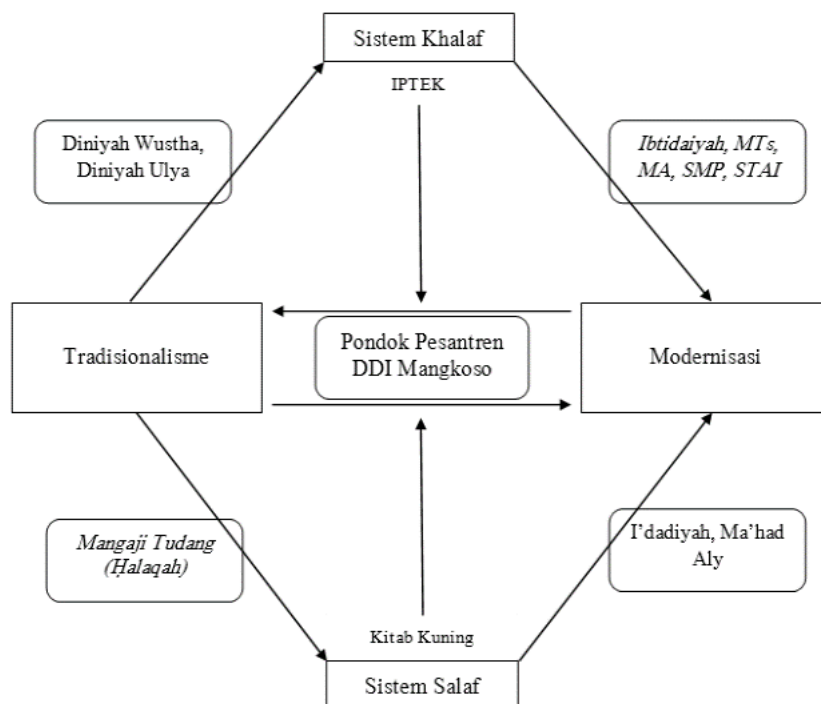 Sistem Khalaf
IPTEK
Diniyah Wustha,
Diniyah Ulya
Ibtidaiyah, MTs,
MA, SMP, STAI
Tradisionalisme
Pondok Pesantren
DDI Mangkoso
Modernisasi
Mangaji Tudang
(Ḥalaqah)
I’dadiyah, Ma’had
Aly
Kitab Kuning
Sistem Salaf